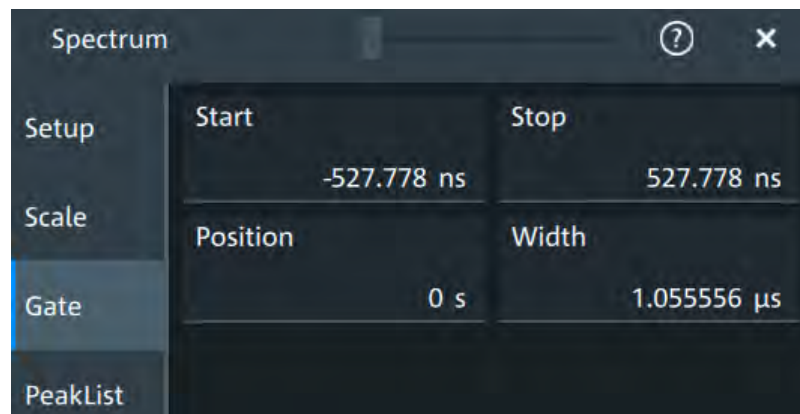 Spectrum
?
×
Setup
Scale
Gate
PeakList
Start
-527.778 ns
Stop
527.778 ns
Position
0 s
Width
1.055556 µs